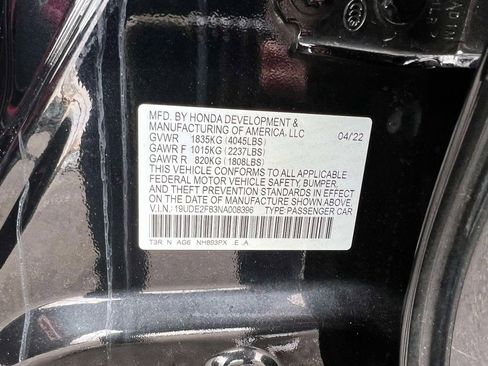 MFD. BY HONDA DEVELOPMENT &
MANUFACTURING OF AMERICA, LLC 04/22
GVWR 1835KG (4045LBS)
GAWR F 1015KG (2237LBS)
GAWR R 820KG (1808LBS)
THIS VEHICLE CONFORMS TO ALL APPLICABLE
FEDERAL MOTOR VEHICLE SAFETY, BUMPER,
AND THEFT PREVENTION STANDARDS IN EFFECT
ON THE DATE OF MANUFACTURE SHOWN ABOVE.
V.I.N.: 19UDE2F83NA008396 TYPE:PASSENGER CAR
T3R N AG6 NH893PX E A